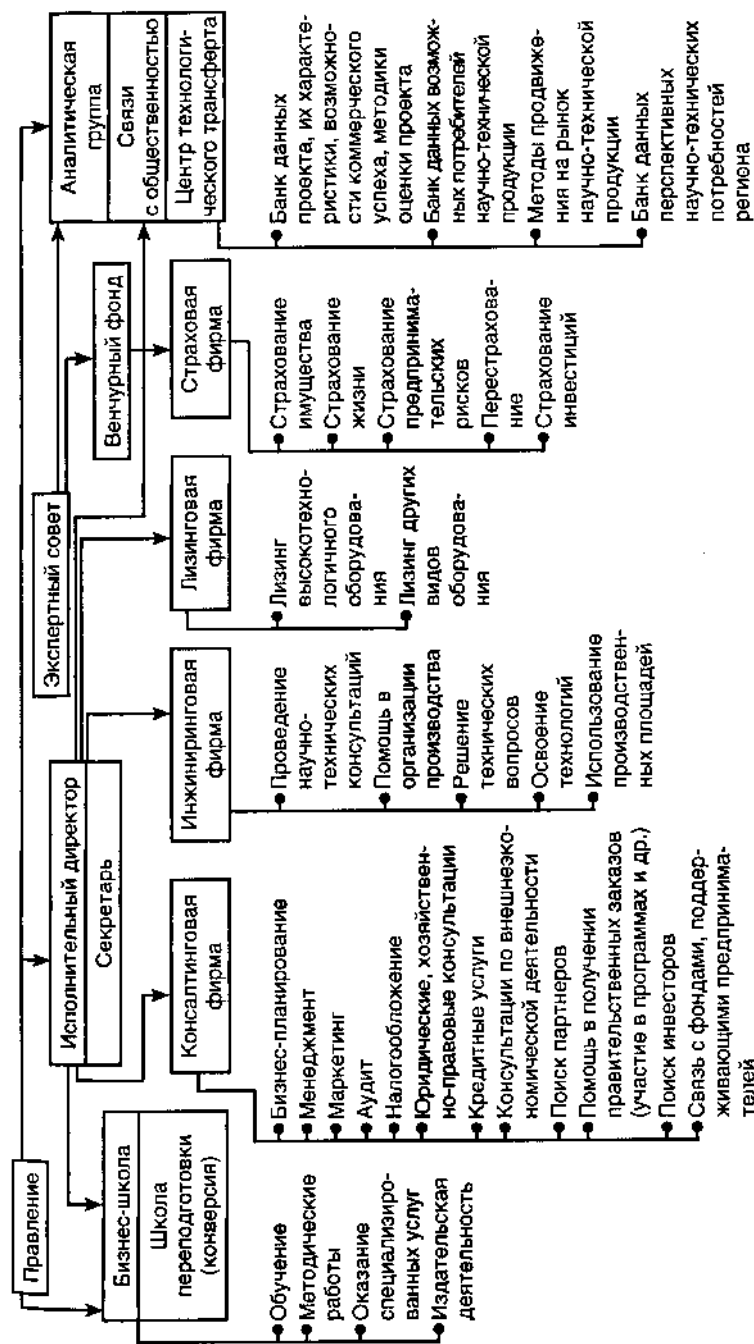 Правление
Исполнительный директор
Секретарь
Экспертный совет
Венчурный фонд
Аналитическая
группа
Связи
с общественностью
Центр технологи-
ческого трансферта
Бизнес-школа
Школа
переподготовки
(конверсия)
Обучение
Методические
работы
Оказание
специализиро-
ванных услуг
Издательская
деятельность
Консалтинговая
фирма
Бизнес-планирование
Менеджмент
Маркетинг
Аудит
Налогообложение
Юридические, хозяйствен-
но-правовые консультации
Кредитные услуги
Консультации по внешнеэко-
номической деятельности
Поиск партнеров
Помощь в получении
правительственных заказов
(участие в программах и др.)
Поиск инвесторов
Связь с фондами, поддер-
живающими предпринима-
телей
Инжиниринговая
фирма
Проведение
научно-
технических
консультаций
Помощь в
организации
производства
Решение
технических
вопросов
Освоение
технологий
Использование
производствен-
ных площадей
Лизинговая
фирма
Лизинг
высокотехно-
логичного
оборудова-
ния
Лизинг других
видов
оборудова-
ния
Страховая
фирма
Страхование
имущества
Страхование
жизни
Страхование
предпринима-
тельских
рисков
Перестрахова-
ние
Страхование
инвестиций
Банк данных
проекта, их характе-
ристики, возможно-
сти коммерческого
успеха, методики
оценки проекта
Банк данных возмож-
ных потребителей
научно-технической
продукции
Методы продвиже-
ния на рынок
научно-технической
продукции
Банк данных
перспективных
научно-технических
потребностей
региона